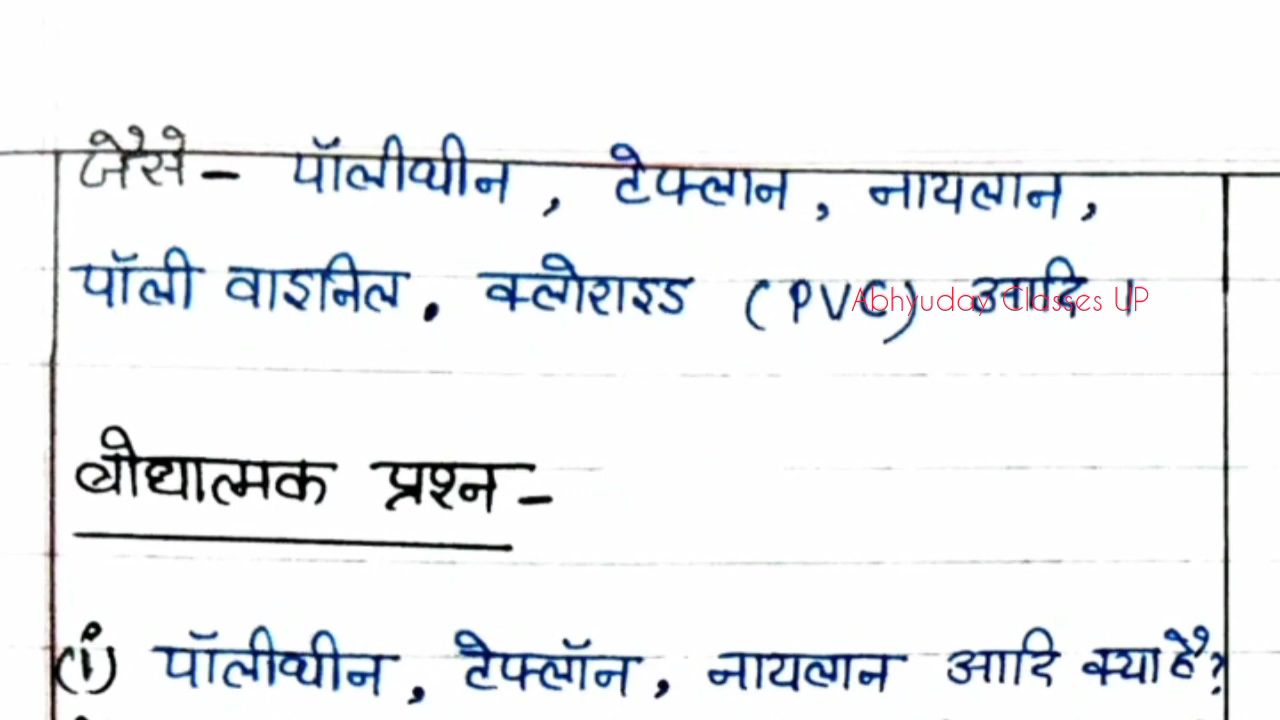 जैसे - पॉलीथीन , टेफ्लान , नायलान ,
पॉली वाइनिल . क्लोराइड (PVC) आदि ।
Abhyuday Classes UP
बोधात्मक प्रश्न -
(i) पॉलीथीन , टेफ्लॉन , नायलान आदि क्या है ?